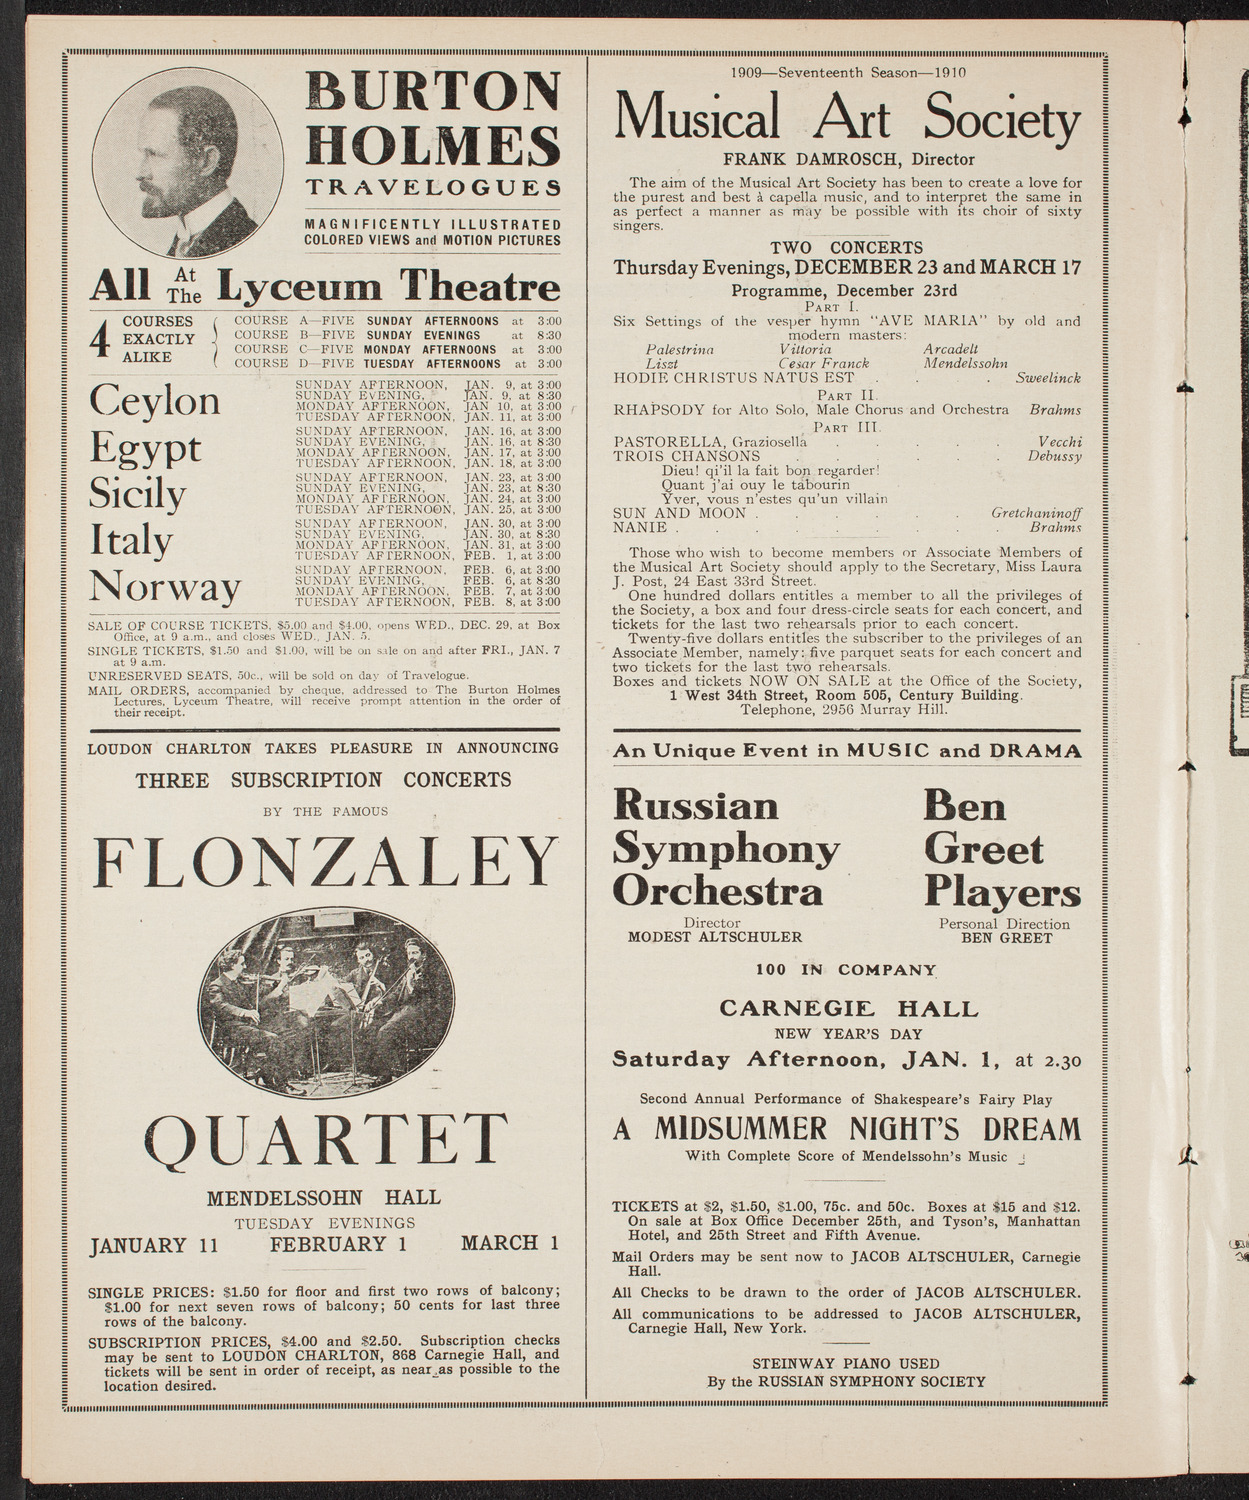 BURTON
HOLMES
TRAVELOGUES
MAGNIFICENTLY ILLUSTRATED
COLORED VIEWS and MOTION PICTURES
All At The Lyceum Theatre
4 COURSES EXACTLY ALIKE
COURSE A—FIVE SUNDAY AFTERNOONS at 3:00
COURSE B—FIVE SUNDAY EVENINGS at 8:30
COURSE C—FIVE MONDAY AFTERNOONS at 3:00
COURSE D—FIVE TUESDAY AFTERNOONS at 3:00
Ceylon
SUNDAY AFTERNOON, JAN. 9, at 3:00
SUNDAY EVENING, JAN. 9, at 8:30
MONDAY AFTERNOON, JAN 10, at 3:00
TUESDAY AFTERNOON, JAN. 11, at 3:00
Egypt
SUNDAY AFTERNOON, JAN. 16, at 3:00
SUNDAY EVENING, JAN. 16, at 8:30
MONDAY AFTERNOON, JAN. 17, at 3:00
TUESDAY AFTERNOON, JAN. 18, at 3:00
Sicily
SUNDAY AFTERNOON, JAN. 23, at 3:00
SUNDAY EVENING, JAN. 23, at 8:30
MONDAY AFTERNOON, JAN. 24, at 3:00
TUESDAY AFTERNOON, JAN. 25, at 3:00
Italy
SUNDAY AFTERNOON, JAN. 30, at 3:00
SUNDAY EVENING, JAN. 30, at 8:30
MONDAY AFTERNOON, JAN. 31, at 3:00
TUESDAY AFTERNOON, FEB. 1, at 3:00
Norway
SUNDAY AFTERNOON, FEB. 6, at 3:00
SUNDAY EVENING, FEB. 6, at 8:30
MONDAY AFTERNOON, FEB. 7, at 3:00
TUESDAY AFTERNOON, FEB. 8, at 3:00
SALE OF COURSE TICKETS, $5.00 and $4.00, opens WED., DEC. 29, at Box
Office, at 9 a.m., and closes WED., JAN. 5.
SINGLE TICKETS, $1.50 and $1.00, will be on sale on and after FRI., JAN. 7
at 9 a.m.
UNRESERVED SEATS, 50c., will be sold on day of Travelogue.
MAIL ORDERS, accompanied by cheque, addressed to The Burton Holmes
Lectures, Lyceum Theatre, will receive prompt attention in the order of
their receipt.
LOUDON CHARLTON TAKES PLEASURE IN ANNOUNCING
THREE SUBSCRIPTION CONCERTS
BY THE FAMOUS
FLONZALEY
QUARTET
MENDELSSOHN HALL
TUESDAY EVENINGS
JANUARY 11 FEBRUARY 1 MARCH 1
SINGLE PRICES: $1.50 for floor and first two rows of balcony;
$1.00 for next seven rows of balcony; 50 cents for last three
rows of the balcony.
SUBSCRIPTION PRICES, $4.00 and $2.50. Subscription checks
may be sent to LOUDON CHARLTON, 868 Carnegie Hall, and
tickets will be sent in order of receipt, as near as possible to the
location desired.
1909—Seventeenth Season—1910
Musical Art Society
FRANK DAMROSCH, Director
The aim of the Musical Art Society has been to create a love for
the purest and best à capella music, and to interpret the same in
as perfect a manner as may be possible with its choir of sixty
singers.
TWO CONCERTS
Thursday Evenings, DECEMBER 23 and MARCH 17
Programme, December 23rd
PART I.
Six Settings of the vesper hymn "AVE MARIA" by old and
modern masters:
Palestrina Vittoria Arcadelt
Liszt Cesar Franck Mendelssohn
HODIE CHRISTUS NATUS EST . . . Sweelinck
PART II.
RHAPSODY for Alto Solo, Male Chorus and Orchestra Brahms
PART III.
PASTORELLA, Graziosella . . . . . Vecchi
TROIS CHANSONS . . . . . Debussy
Dieu! qi'il la fait bon regarder!
Quant j'ai ouy le tabourin
Yver, vous n'estes qu'un villain
SUN AND MOON . . . . . . Gretchaninoff
NANIE . . . . . . . . Brahms
Those who wish to become members or Associate Members of
the Musical Art Society should apply to the Secretary, Miss Laura
J. Post, 24 East 33rd Street.
One hundred dollars entitles a member to all the privileges of
the Society, a box and four dress-circle seats for each concert, and
tickets for the last two rehearsals prior to each concert.
Twenty-five dollars entitles the subscriber to the privileges of an
Associate Member, namely: five parquet seats for each concert and
two tickets for the last two rehearsals.
Boxes and tickets NOW ON SALE at the Office of the Society,
1 West 34th Street, Room 505, Century Building.
Telephone, 2956 Murray Hill.
An Unique Event in MUSIC and DRAMA
Russian
Symphony
Orchestra
Director
MODEST ALTSCHULER
Ben
Greet
Players
Personal Direction
BEN GREET
100 IN COMPANY
CARNEGIE HALL
NEW YEAR'S DAY
Saturday Afternoon, JAN. 1, at 2.30
Second Annual Performance of Shakespeare's Fairy Play
A MIDSUMMER NIGHT'S DREAM
With Complete Score of Mendelssohn's Music
TICKETS at $2, $1.50, $1.00, 75c. and 50c. Boxes at $15 and $12.
On sale at Box Office December 25th, and Tyson's, Manhattan
Hotel, and 25th Street and Fifth Avenue.
Mail Orders may be sent now to JACOB ALTSCHULER, Carnegie
Hall.
All Checks to be drawn to the order of JACOB ALTSCHULER.
All communications to be addressed to JACOB ALTSCHULER,
Carnegie Hall, New York.
STEINWAY PIANO USED
By the RUSSIAN SYMPHONY SOCIETY